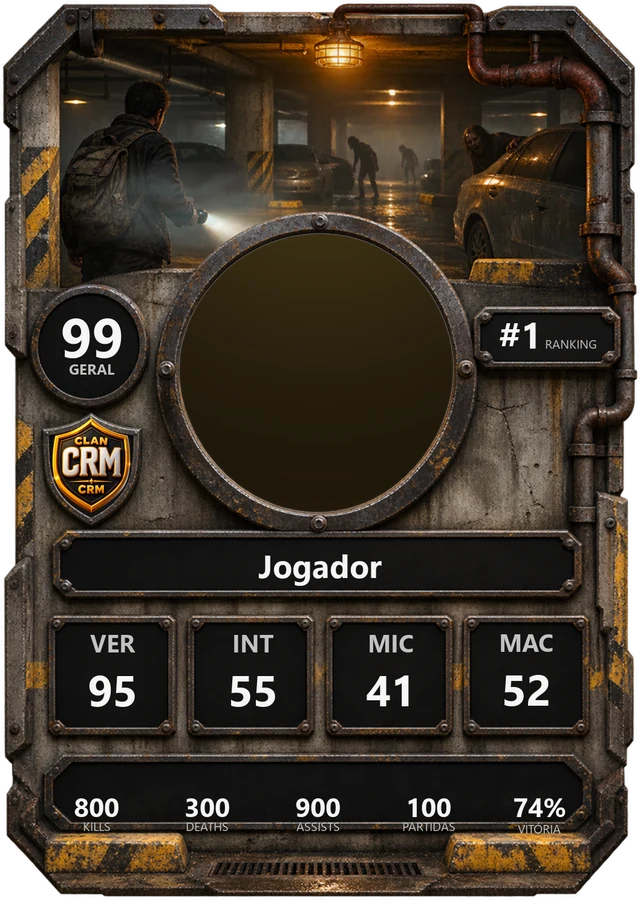 99
GERAL
#1 RANKING
CLAN
CRM
CRM
Jogador
VER INT MIC MAC
95 55 41 52
800 300 900 100 74%
KILLS DEATHS ASSISTS PARTIDAS VITORIA